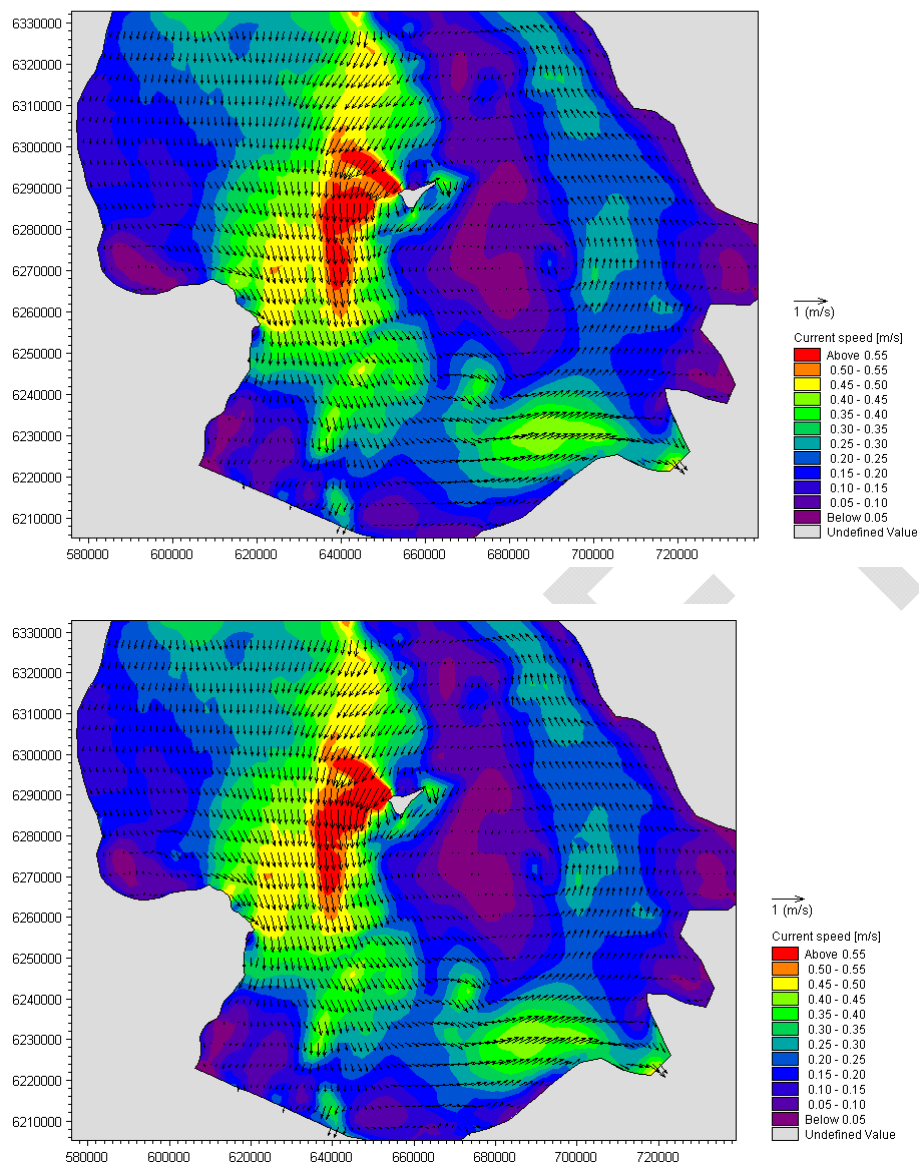 6330000
6320000
6310000
6300000
6290000
6280000
6270000
6260000
6250000
6240000
6230000
6220000
6210000
580000 600000 620000 640000 660000 680000 700000 720000
1 (m/s)
Current speed [m/s]
Above 0.55
0.50 - 0.55
0.45 - 0.50
0.40 - 0.45
0.35 - 0.40
0.30 - 0.35
0.25 - 0.30
0.20 - 0.25
0.15 - 0.20
0.10 - 0.15
0.05 - 0.10
Below 0.05
Undefined Value
6330000
6320000
6310000
6300000
6290000
6280000
6270000
6260000
6250000
6240000
6230000
6220000
6210000
580000 600000 620000 640000 660000 680000 700000 720000
1 (m/s)
Current speed [m/s]
Above 0.55
0.50 - 0.55
0.45 - 0.50
0.40 - 0.45
0.35 - 0.40
0.30 - 0.35
0.25 - 0.30
0.20 - 0.25
0.15 - 0.20
0.10 - 0.15
0.05 - 0.10
Below 0.05
Undefined Value